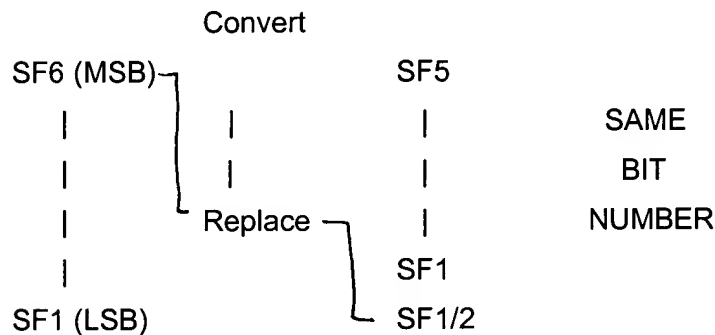 Convert
SF6 (MSB) SF5
SAME
BIT
Replace NUMBER
SF1
SF1 (LSB) SF1/2